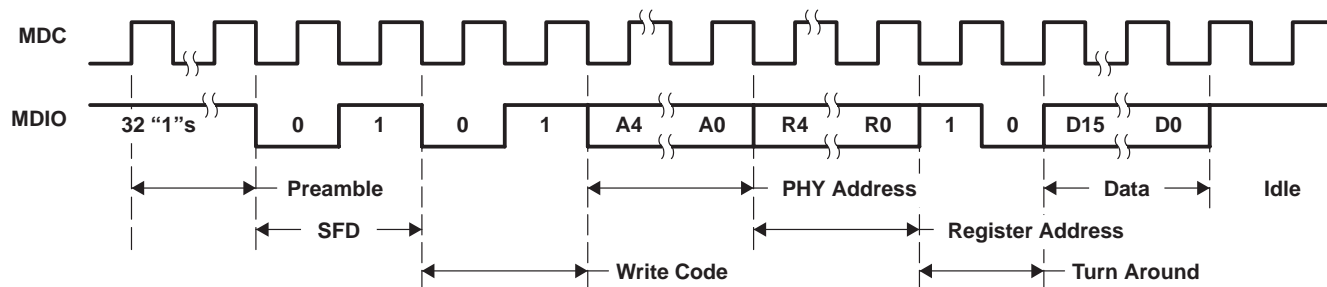 MDC
MDIO
32 “1”s 0 1 0 1 A4 A0 R4 R0 1 0 D15 D0
Preamble PHY Address Data Idle
SFD Register Address
Write Code Turn Around